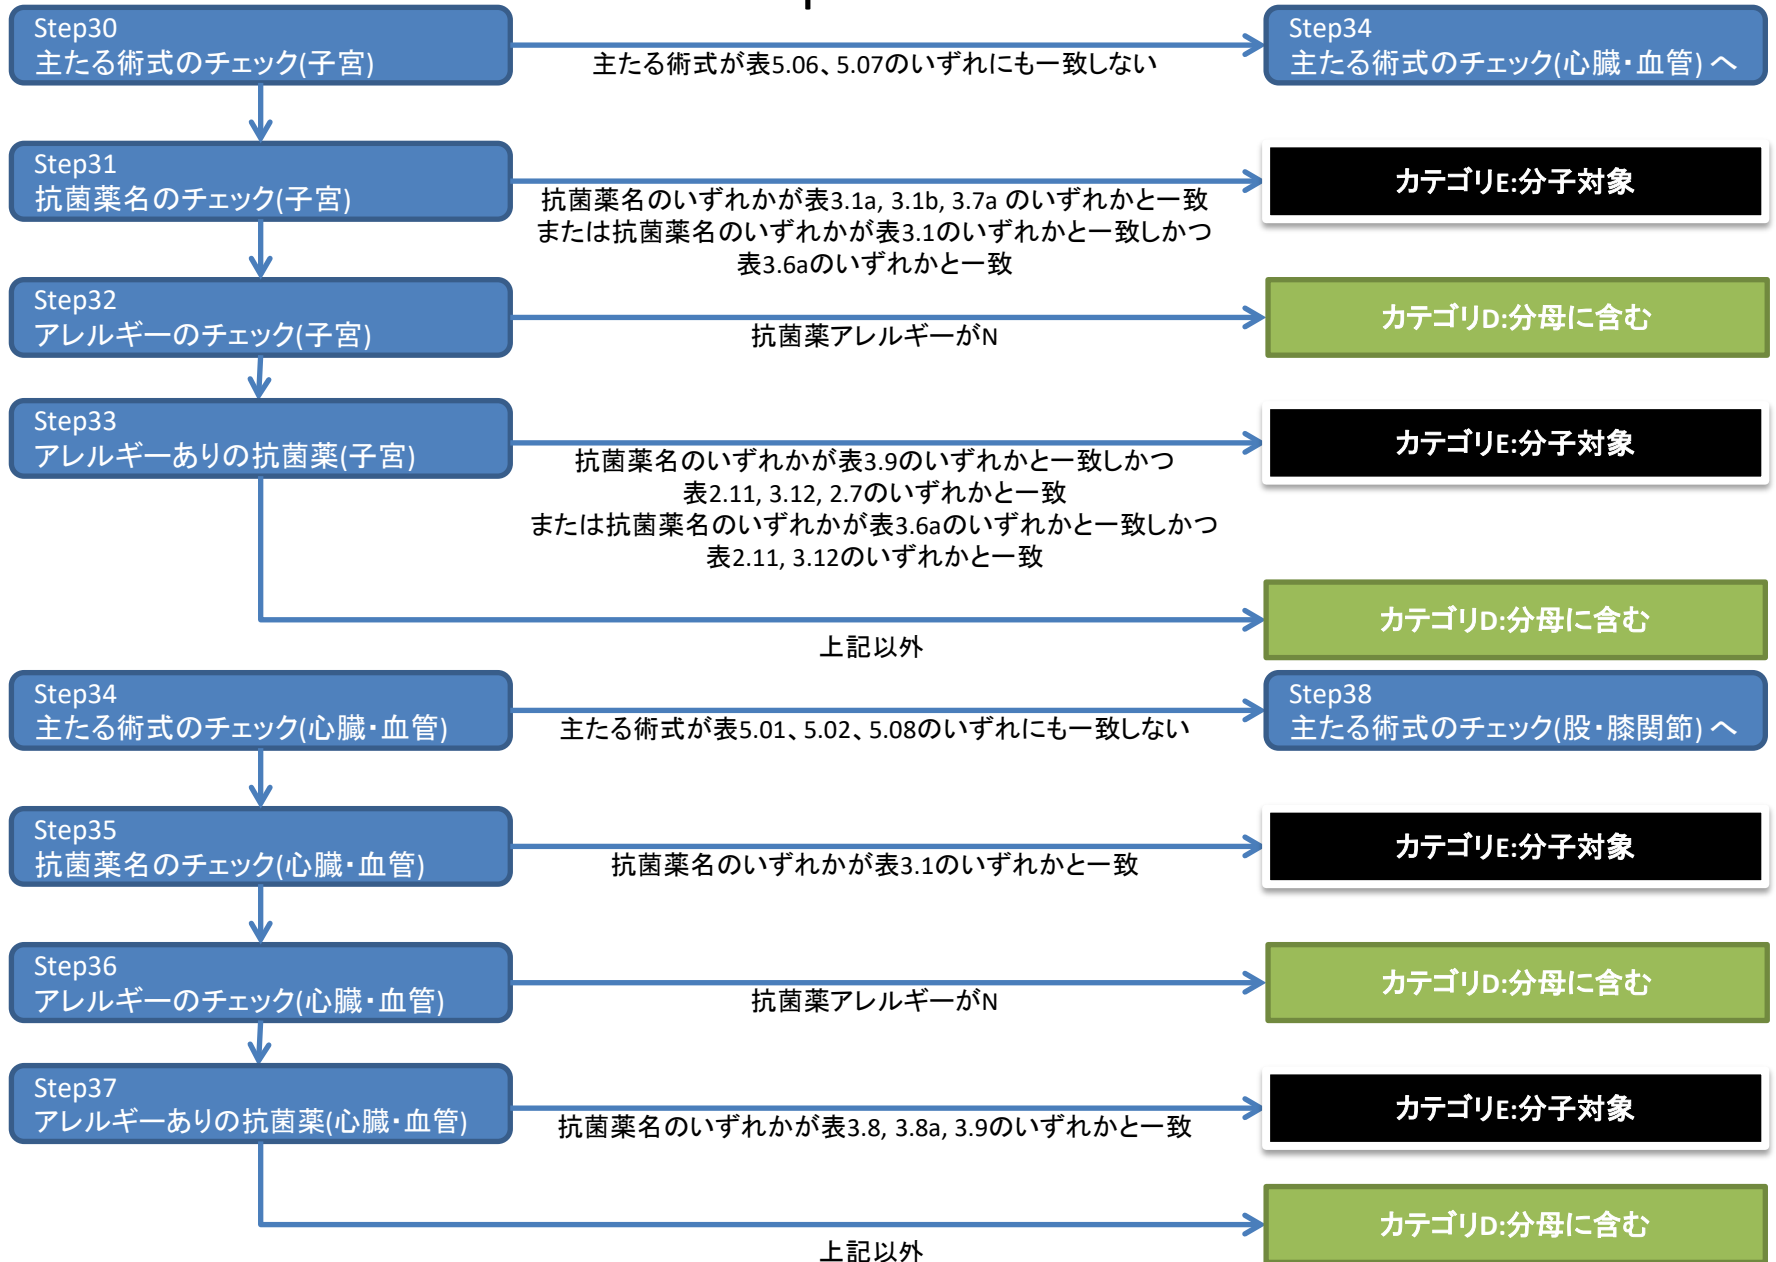 Step30
主たる術式のチェック(子宮)
主たる術式が表5.06、5.07のいずれにも一致しない
Step34
主たる術式のチェック(心臓・血管) へ
Step31
抗菌薬名のチェック(子宮)
抗菌薬名のいずれかが表3.1a, 3.1b, 3.7a のいずれかと一致
または抗菌薬名のいずれかが表3.1のいずれかと一致しかつ
表3.6aのいずれかと一致
カテゴリE:分子対象
Step32
アレルギーのチェック(子宮)
抗菌薬アレルギーがN
カテゴリD:分母に含む
Step33
アレルギーありの抗菌薬(子宮)
抗菌薬名のいずれかが表3.9のいずれかと一致しかつ
表2.11, 3.12, 2.7のいずれかと一致
または抗菌薬名のいずれかが表3.6aのいずれかと一致しかつ
表2.11, 3.12のいずれかと一致
カテゴリE:分子対象
上記以外
カテゴリD:分母に含む
Step34
主たる術式のチェック(心臓・血管)
主たる術式が表5.01、5.02、5.08のいずれにも一致しない
Step38
主たる術式のチェック(股・膝関節) へ
Step35
抗菌薬名のチェック(心臓・血管)
抗菌薬名のいずれかが表3.1のいずれかと一致
カテゴリE:分子対象
Step36
アレルギーのチェック(心臓・血管)
抗菌薬アレルギーがN
カテゴリD:分母に含む
Step37
アレルギーありの抗菌薬(心臓・血管)
抗菌薬名のいずれかが表3.8, 3.8a, 3.9のいずれかと一致
カテゴリE:分子対象
上記以外
カテゴリD:分母に含む